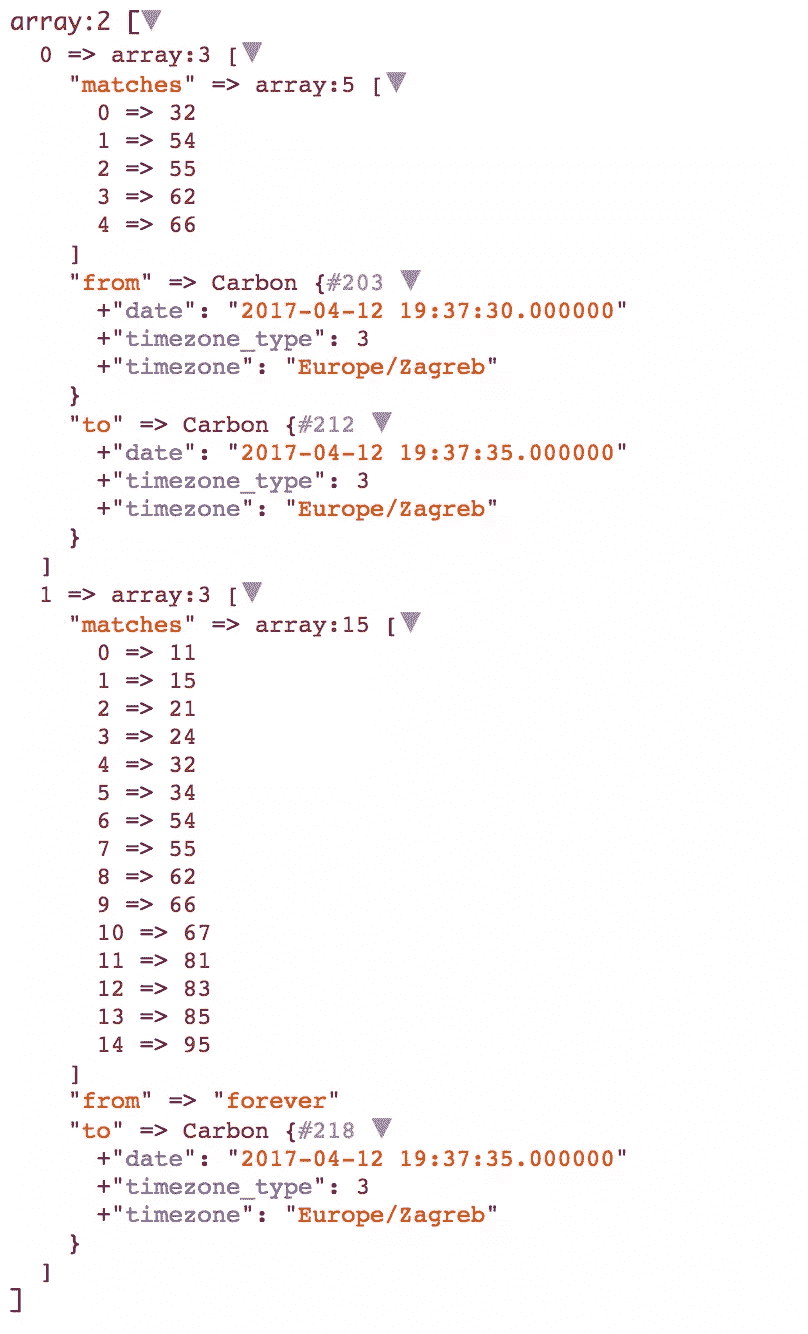 array:2 [▼
  0 => array:3 [▼
    "matches" => array:5 [▼
      0 => 32
      1 => 54
      2 => 55
      3 => 62
      4 => 66
    ]
    "from" => Carbon {#203 ▼
      +"date": "2017-04-12 19:37:30.000000"
      +"timezone_type": 3
      +"timezone": "Europe/Zagreb"
    }
    "to" => Carbon {#212 ▼
      +"date": "2017-04-12 19:37:35.000000"
      +"timezone_type": 3
      +"timezone": "Europe/Zagreb"
    }
  ]
  1 => array:3 [▼
    "matches" => array:15 [▼
      0 => 11
      1 => 15
      2 => 21
      3 => 24
      4 => 32
      5 => 34
      6 => 54
      7 => 55
      8 => 62
      9 => 66
      10 => 67
      11 => 81
      12 => 83
      13 => 85
      14 => 95
    ]
    "from" => "forever"
    "to" => Carbon {#218 ▼
      +"date": "2017-04-12 19:37:35.000000"
      +"timezone_type": 3
      +"timezone": "Europe/Zagreb"
    }
  ]
]